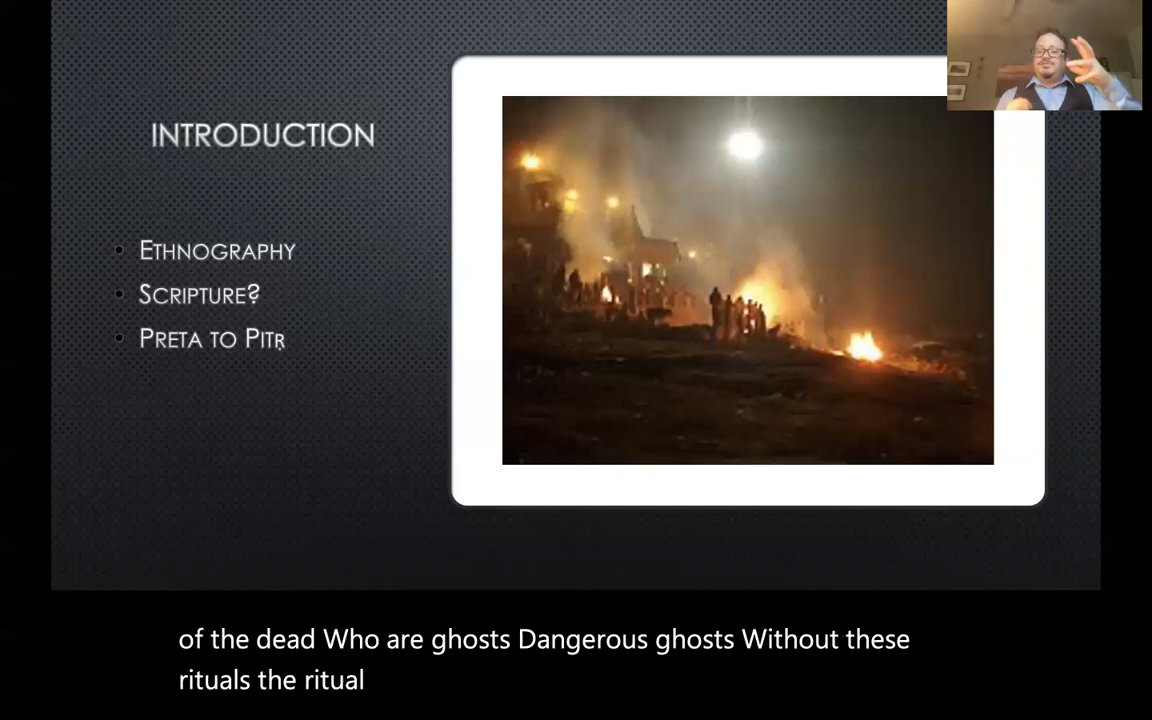 INTRODUCTION
ETHNOGRAPHY
SCRIPTURE?
PRETA TO PITṚ
of the dead Who are ghosts Dangerous ghosts Without these
rituals the ritual